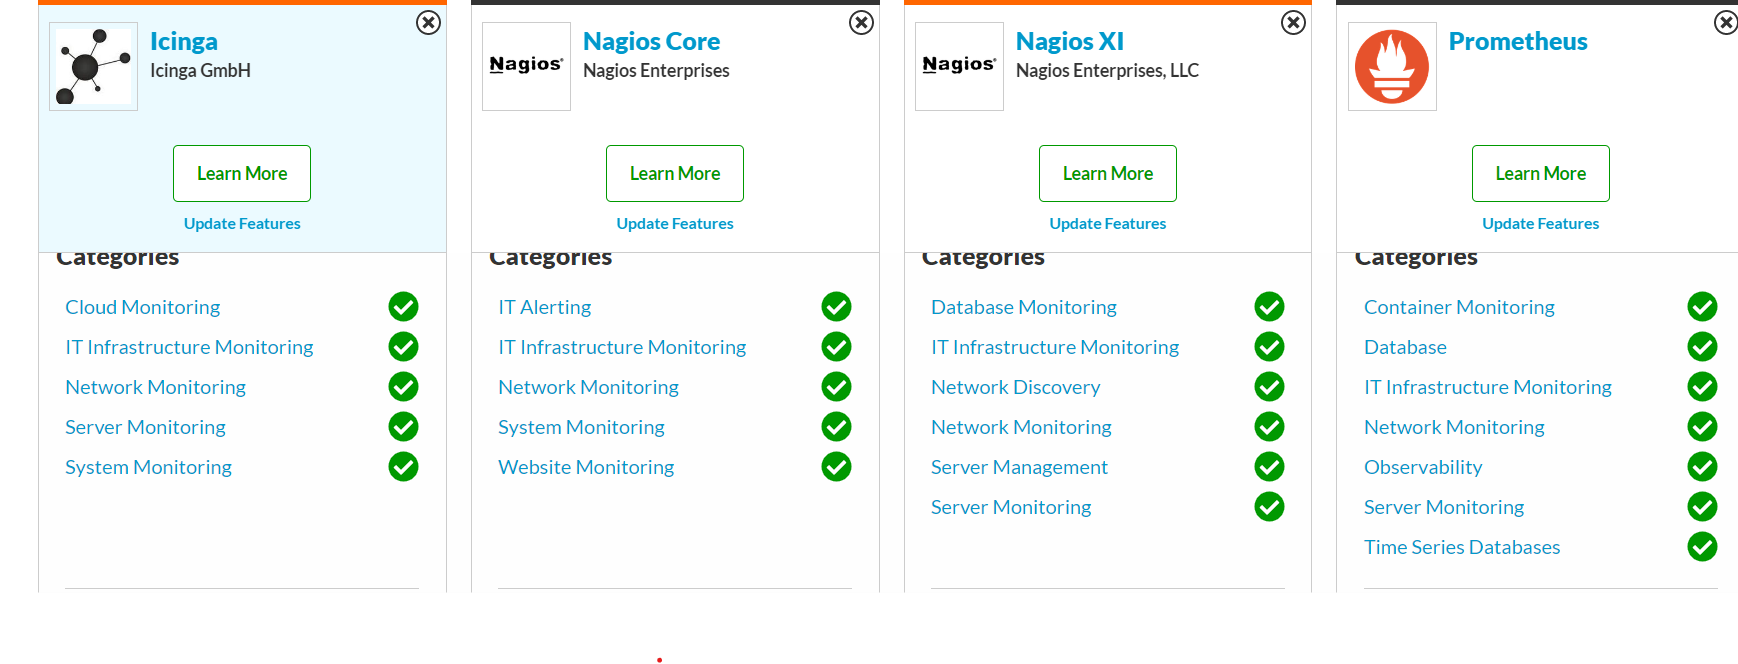 Icinga
Icinga GmbH
Learn More
Update Features
Categories
Cloud Monitoring
IT Infrastructure Monitoring
Network Monitoring
Server Monitoring
System Monitoring
Nagios®
Nagios Core
Nagios Enterprises
Learn More
Update Features
Categories
IT Alerting
IT Infrastructure Monitoring
Network Monitoring
System Monitoring
Website Monitoring
Nagios®
Nagios XI
Nagios Enterprises, LLC
Learn More
Update Features
Categories
Database Monitoring
IT Infrastructure Monitoring
Network Discovery
Network Monitoring
Server Management
Server Monitoring
Prometheus
Learn More
Update Features
Categories
Container Monitoring
Database
IT Infrastructure Monitoring
Network Monitoring
Observability
Server Monitoring
Time Series Databases